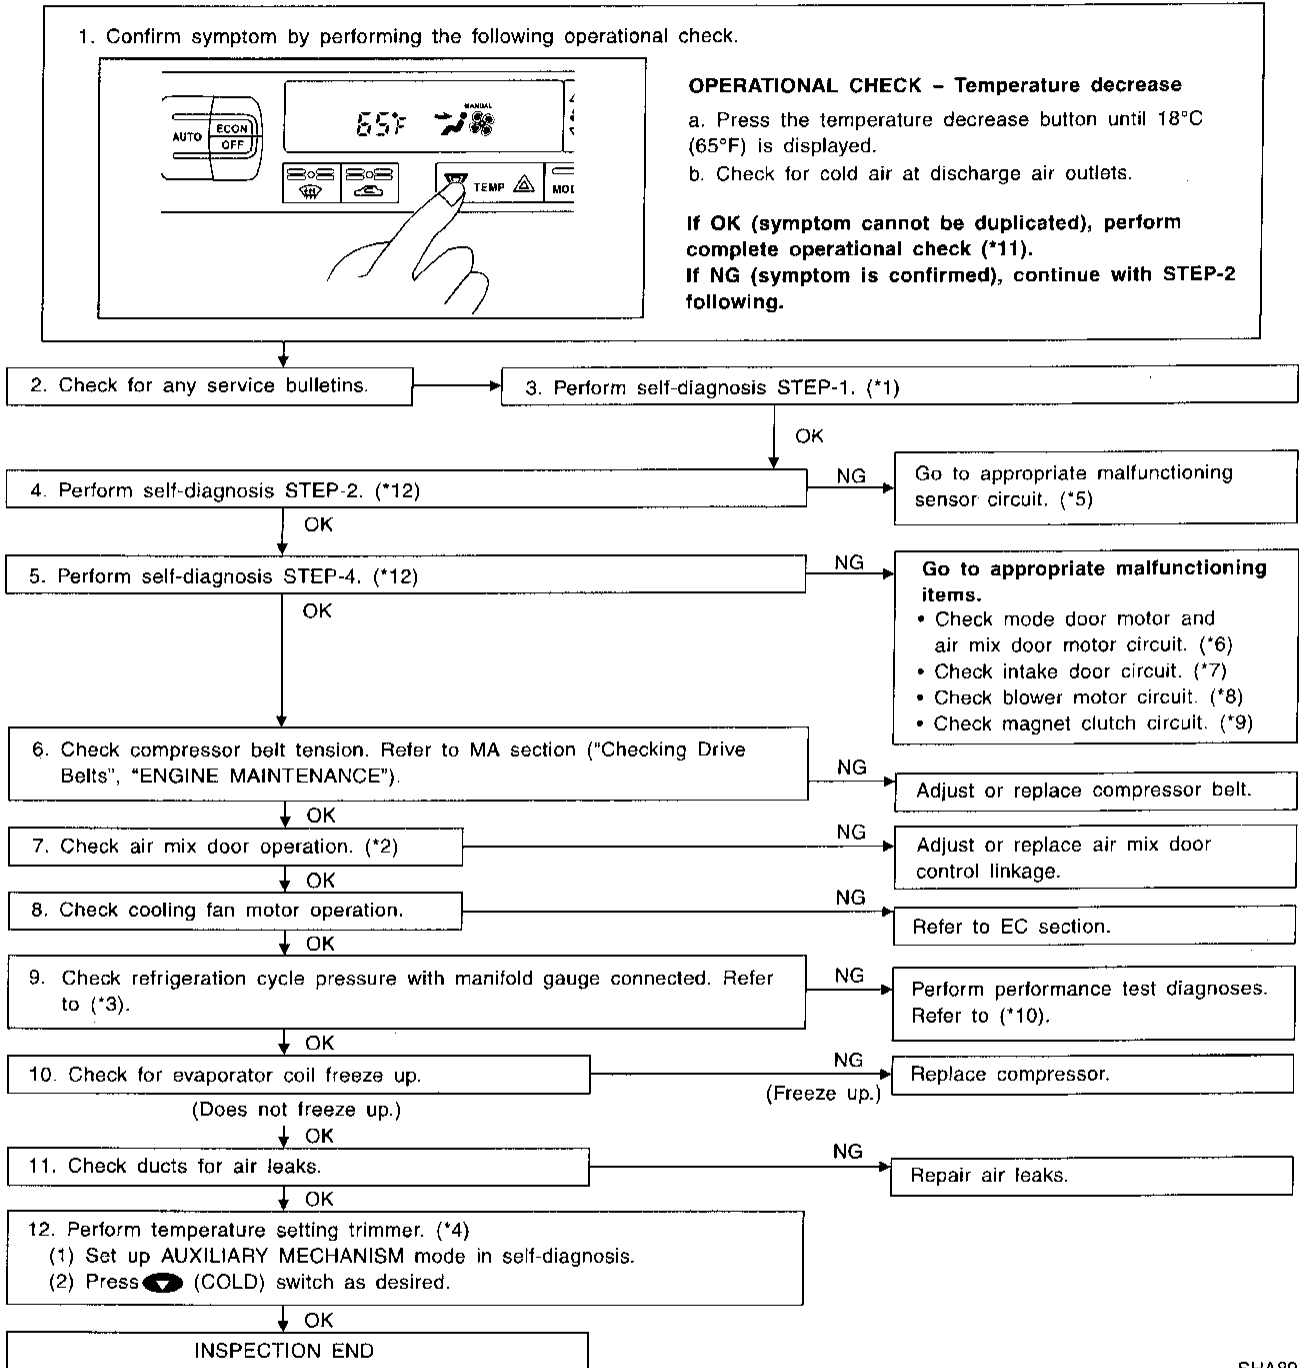 1. Confirm symptom by performing the following operational check.
AUTO
ECON
OFF
65°F
MANUAL
TEMP
OPERATIONAL CHECK – Temperature decrease
a. Press the temperature decrease button until 18°C
(65°F) is displayed.
b. Check for cold air at discharge air outlets.
If OK (symptom cannot be duplicated), perform
complete operational check (*11).
If NG (symptom is confirmed), continue with STEP-2
following.
2. Check for any service bulletins.
3. Perform self-diagnosis STEP-1. (*1)
OK
4. Perform self-diagnosis STEP-2. (*12)
NG
Go to appropriate malfunctioning
sensor circuit. (*5)
OK
5. Perform self-diagnosis STEP-4. (*12)
NG
Go to appropriate malfunctioning
items.
• Check mode door motor and
air mix door motor circuit. (*6)
• Check intake door circuit. (*7)
• Check blower motor circuit. (*8)
• Check magnet clutch circuit. (*9)
OK
6. Check compressor belt tension. Refer to MA section ("Checking Drive
Belts", "ENGINE MAINTENANCE").
NG
Adjust or replace compressor belt.
OK
7. Check air mix door operation. (*2)
NG
Adjust or replace air mix door
control linkage.
OK
8. Check cooling fan motor operation.
NG
Refer to EC section.
OK
9. Check refrigeration cycle pressure with manifold gauge connected. Refer
to (*3).
NG
Perform performance test diagnoses.
Refer to (*10).
OK
10. Check for evaporator coil freeze up.
NG
(Freeze up.)
Replace compressor.
(Does not freeze up.)
OK
11. Check ducts for air leaks.
NG
Repair air leaks.
OK
12. Perform temperature setting trimmer. (*4)
(1) Set up AUXILIARY MECHANISM mode in self-diagnosis.
(2) Press (COLD) switch as desired.
OK
INSPECTION END